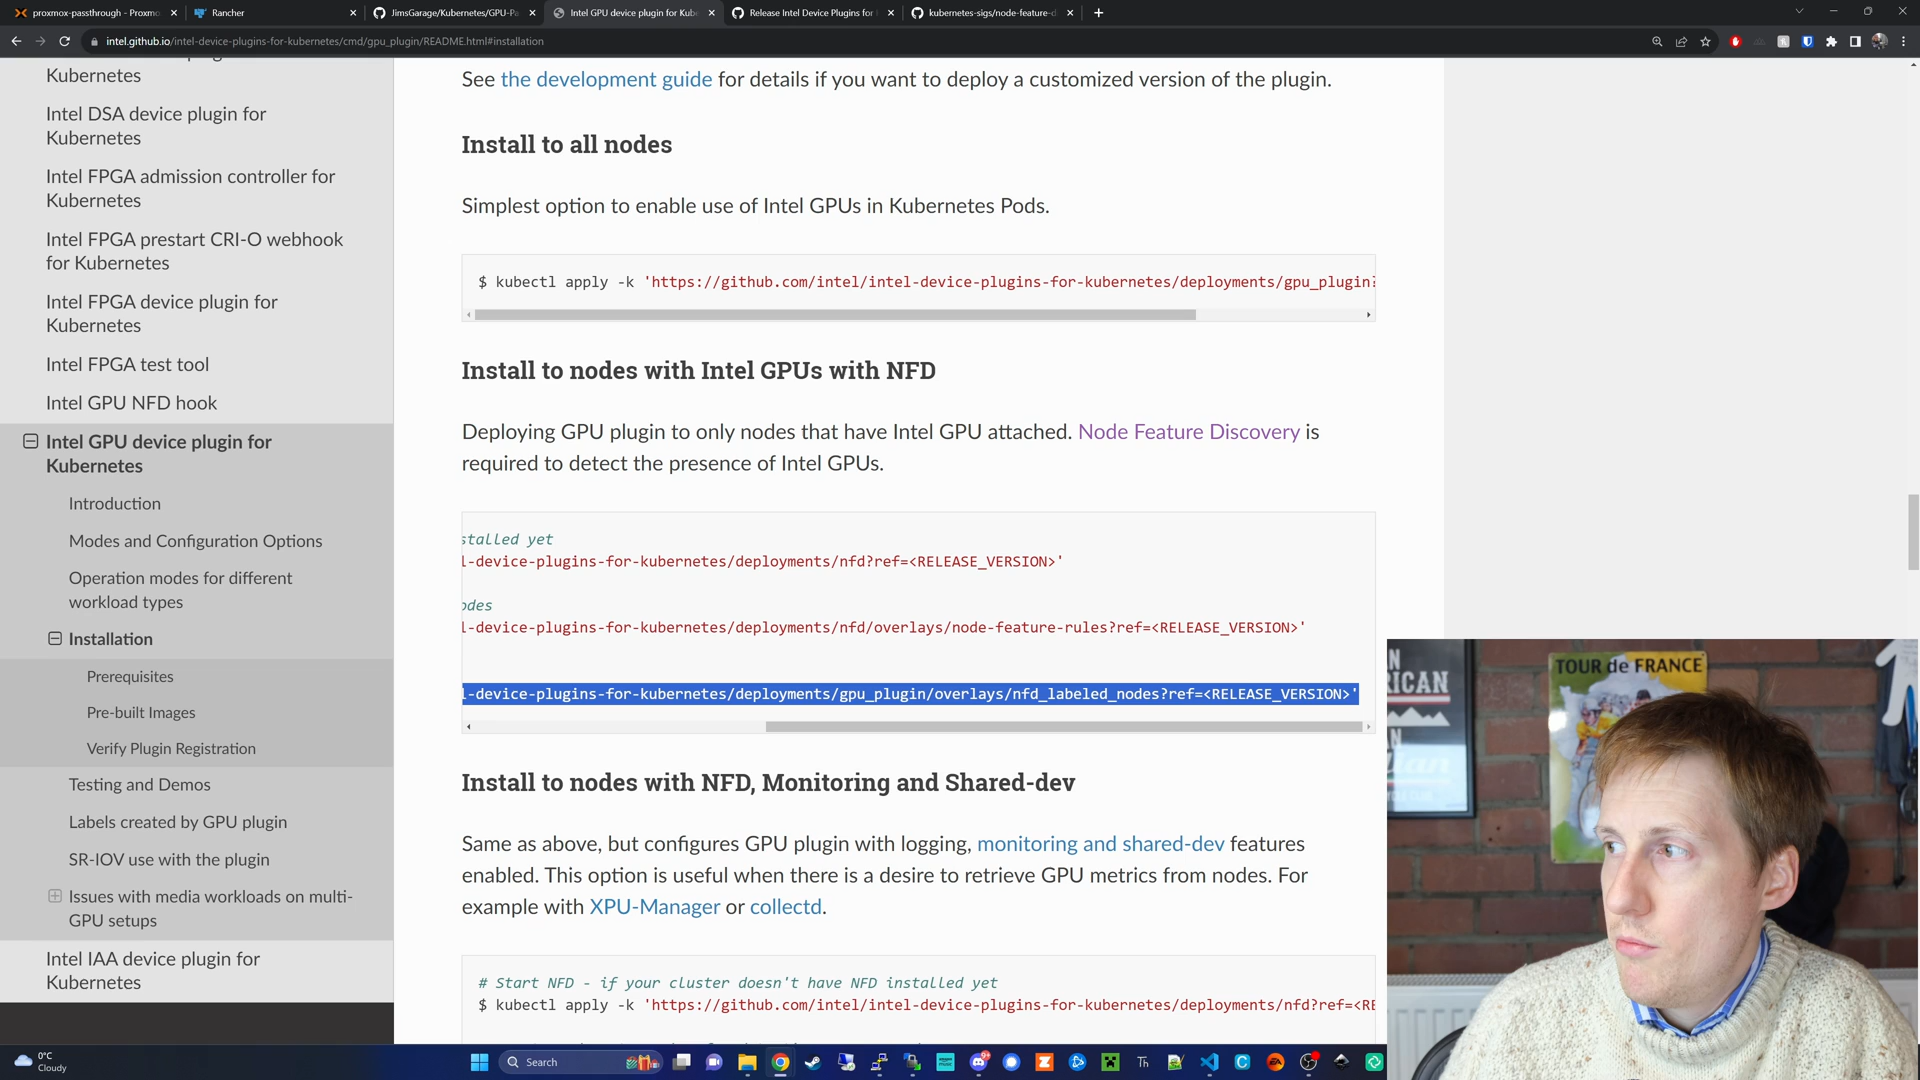 proxmox-passthrough - Proxmo
Rancher
JimsGarage/Kubernetes/GPU-Pa
Intel GPU device plugin for Kub
Release Intel Device Plugins for
kubernetes-sigs/node-feature-d
intel.github.io/intel-device-plugins-for-kubernetes/cmd/gpu_plugin/README.html#installation
Kubernetes
Intel DSA device plugin for
Kubernetes
Intel FPGA admission controller for
Kubernetes
Intel FPGA prestart CRI-O webhook
for Kubernetes
Intel FPGA device plugin for
Kubernetes
Intel FPGA test tool
Intel GPU NFD hook
Intel GPU device plugin for
Kubernetes
Introduction
Modes and Configuration Options
Operation modes for different
workload types
Installation
Prerequisites
Pre-built Images
Verify Plugin Registration
Testing and Demos
Labels created by GPU plugin
SR-IOV use with the plugin
Issues with media workloads on multi-
GPU setups
Intel IAA device plugin for
Kubernetes
See the development guide for details if you want to deploy a customized version of the plugin.
Install to all nodes
Simplest option to enable use of Intel GPUs in Kubernetes Pods.
$ kubectl apply -k 'https://github.com/intel/intel-device-plugins-for-kubernetes/deployments/gpu_plugin?
Install to nodes with Intel GPUs with NFD
Deploying GPU plugin to only nodes that have Intel GPU attached. Node Feature Discovery is
required to detect the presence of Intel GPUs.
stalled yet
l-device-plugins-for-kubernetes/deployments/nfd?ref=<RELEASE_VERSION>'
odes
l-device-plugins-for-kubernetes/deployments/nfd/overlays/node-feature-rules?ref=<RELEASE_VERSION>'
l-device-plugins-for-kubernetes/deployments/gpu_plugin/overlays/nfd_labeled_nodes?ref=<RELEASE_VERSION>'
Install to nodes with NFD, Monitoring and Shared-dev
Same as above, but configures GPU plugin with logging, monitoring and shared-dev features
enabled. This option is useful when there is a desire to retrieve GPU metrics from nodes. For
example with XPU-Manager or collectd.
# Start NFD - if your cluster doesn't have NFD installed yet
$ kubectl apply -k 'https://github.com/intel/intel-device-plugins-for-kubernetes/deployments/nfd?ref=<RE
TOUR de FRANCE
RICAN
0°C
Cloudy
Search